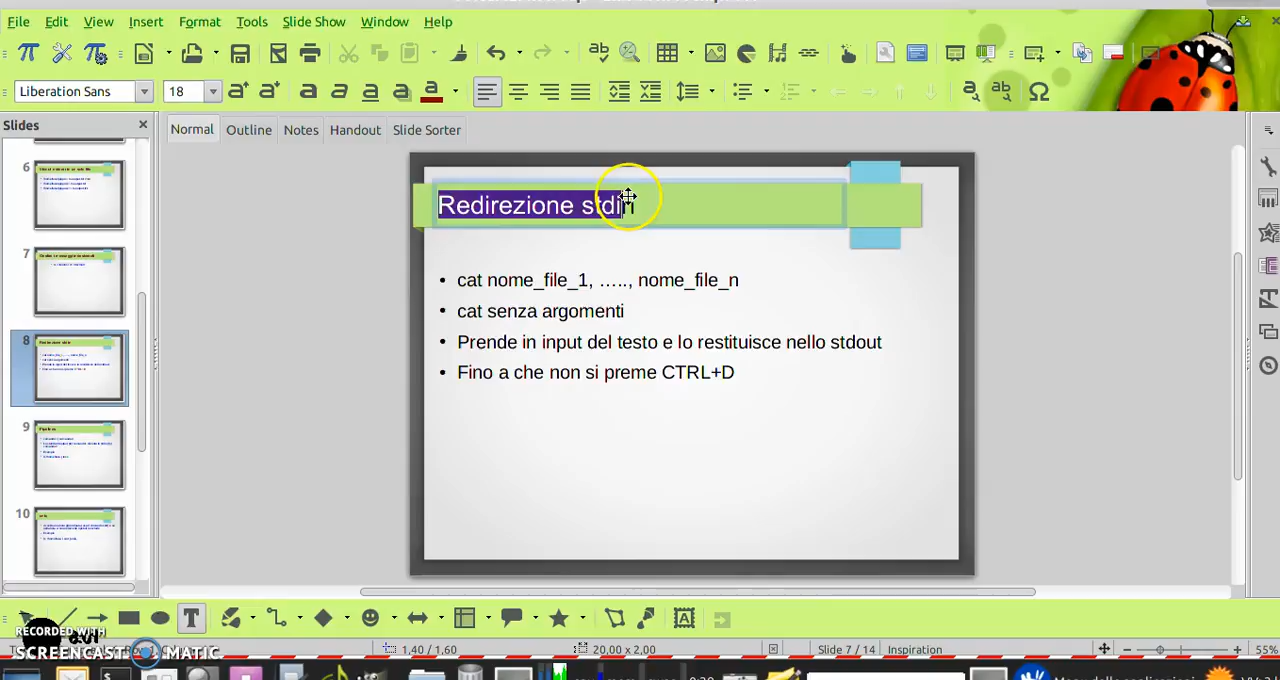 File Edit View Insert Format Tools Slide Show Window Help
Liberation Sans 18
Slides
Normal Outline Notes Handout Slide Sorter
6
7
8
9
10
Redirezione stdin
• cat nome_file_1, ….., nome_file_n
• cat senza argomenti
• Prende in input del testo e lo restituisce nello stdout
• Fino a che non si preme CTRL+D
RECORDED WITH
SCREENCAST MATIC
1,40 / 1,60 20,00 x 2,00 Slide 7 / 14 Inspiration 55%